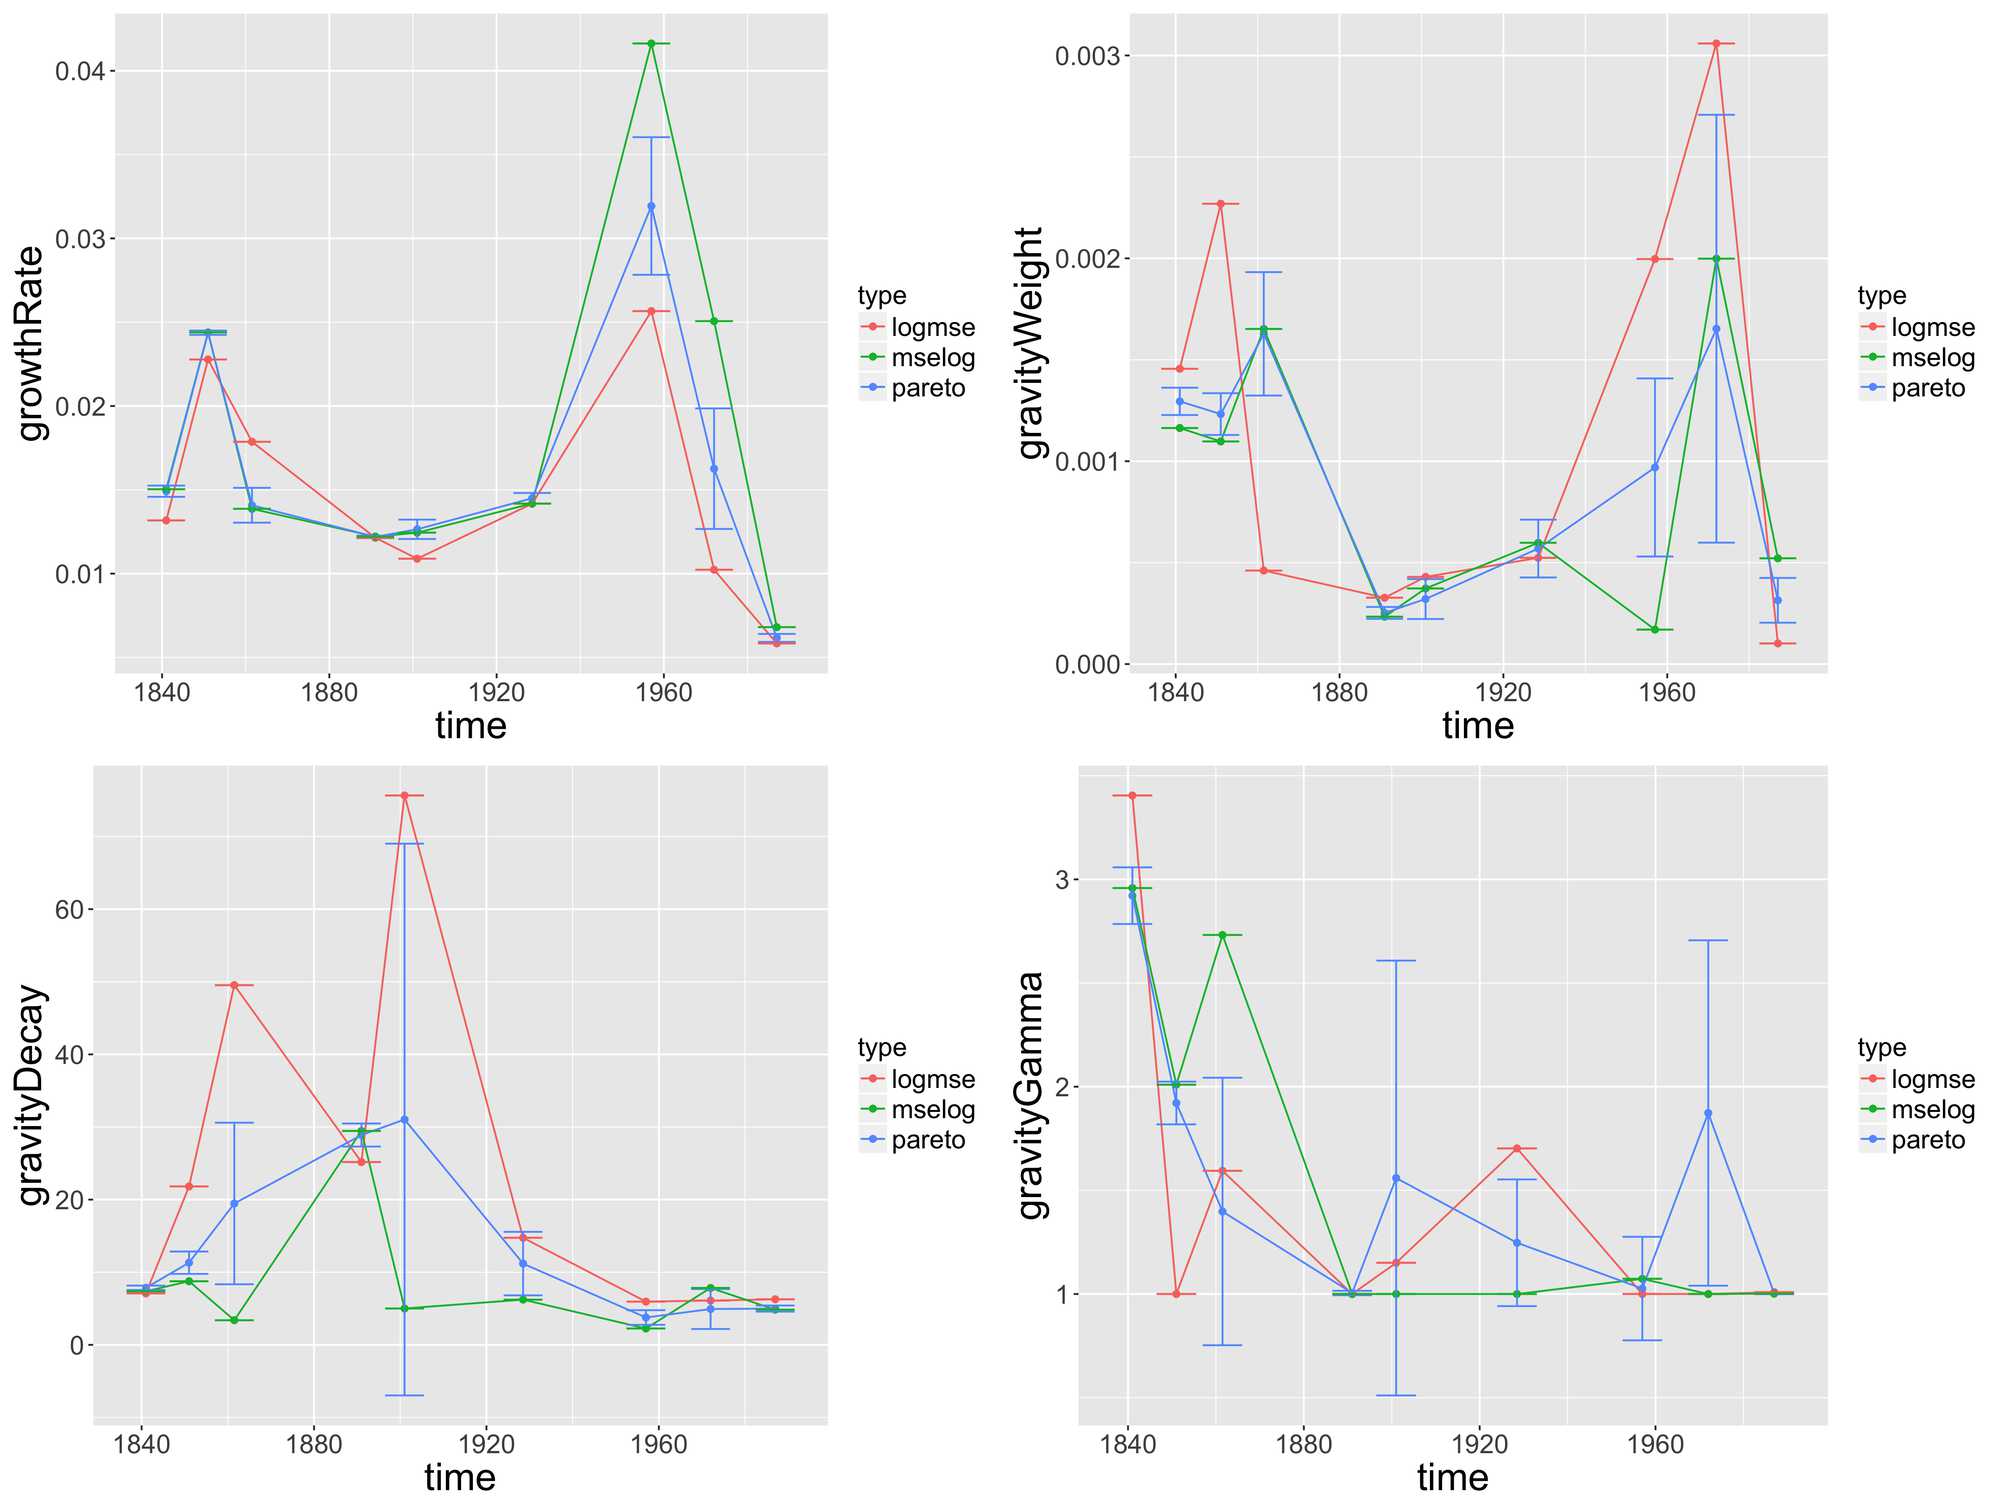 growthRate
0.04
0.03
0.02
0.01
1840 1880 1920 1960
time
type
logmse
mselog
pareto
gravityWeight
0.003
0.002
0.001
0.000
1840 1880 1920 1960
time
type
logmse
mselog
pareto
gravityDecay
60
40
20
0
1840 1880 1920 1960
time
type
logmse
mselog
pareto
gravityGamma
3
2
1
1840 1880 1920 1960
time
type
logmse
mselog
pareto